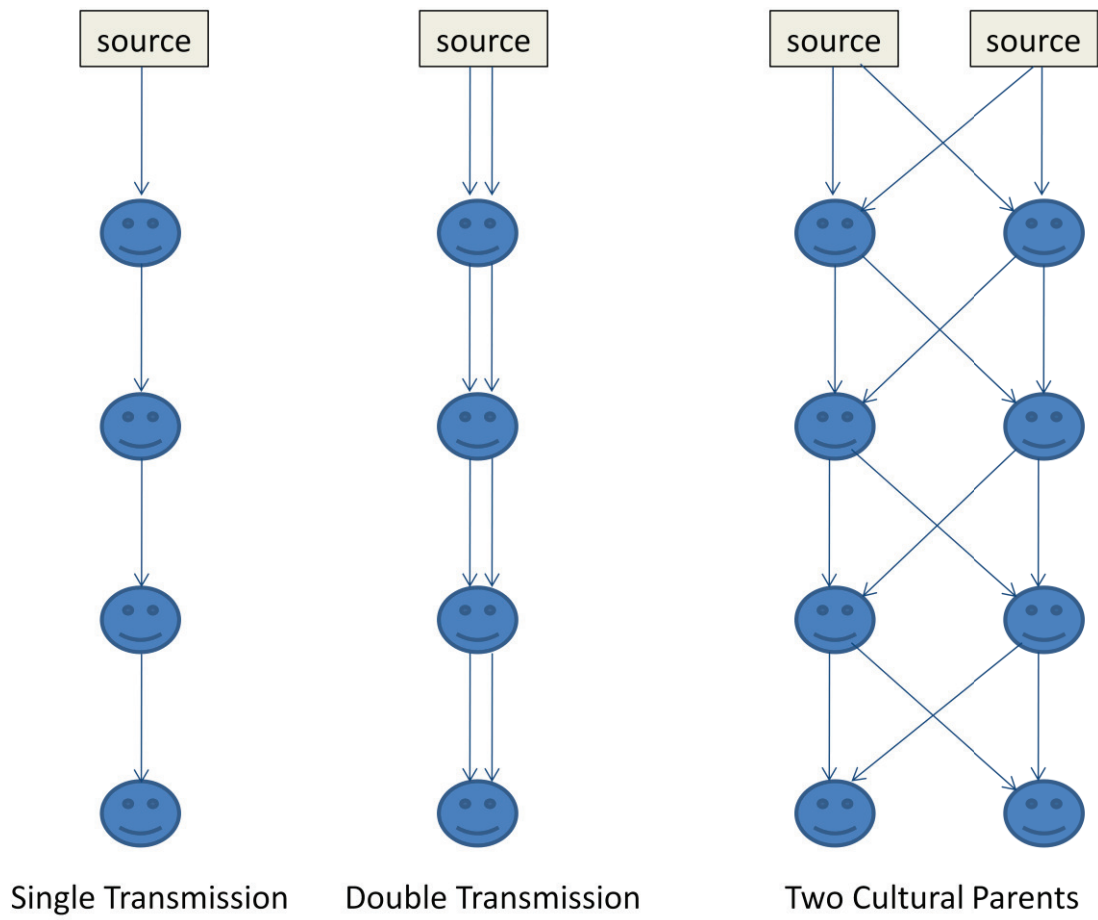 source
source
source
source
Single Transmission
Double Transmission
Two Cultural Parents